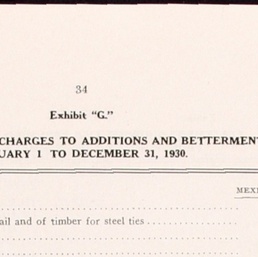 34
Exhibit "G."
CHARGES TO ADDITIONS AND BETTERMENT
UARY 1 TO DECEMBER 31, 1930.
MEXI
ail and of timber for steel ties